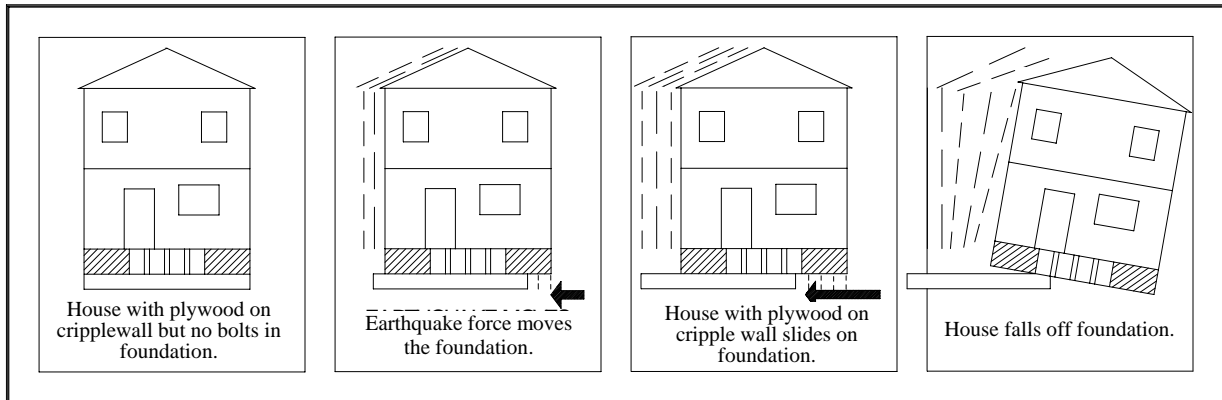 House with plywood on
cripplewall but no bolts in
foundation.
Earthquake force moves
the foundation.
House with plywood on
cripple wall slides on
foundation.
House falls off foundation.